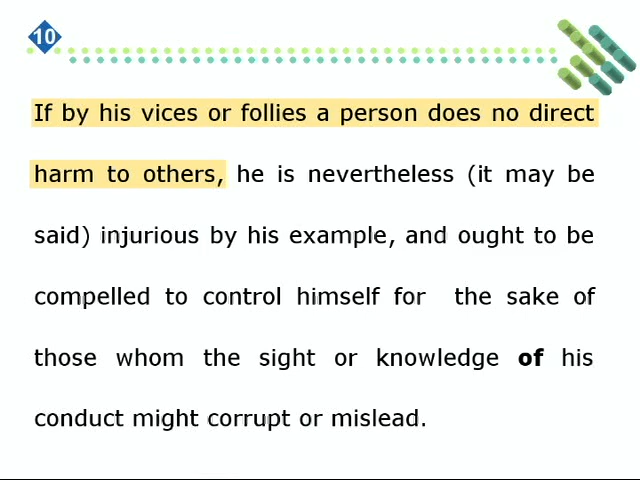 10
If by his vices or follies a person does no direct
harm to others, he is nevertheless (it may be
said) injurious by his example, and ought to be
compelled to control himself for the sake of
those whom the sight or knowledge of his
conduct might corrupt or mislead.